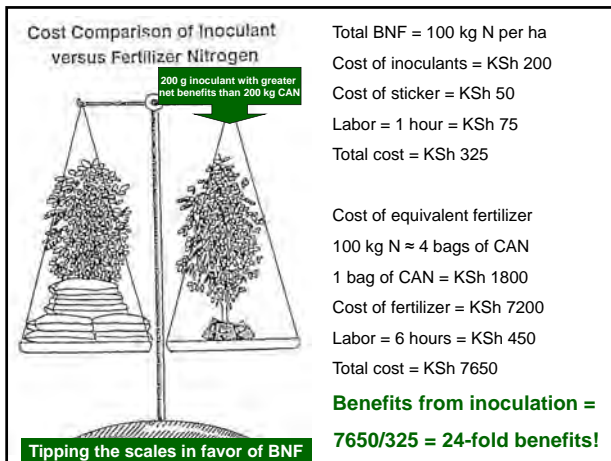 Cost Comparison of Inoculant
versus Fertilizer Nitrogen
200 g inoculant with greater
net benefits than 200 kg CAN
Tipping the scales in favor of BNF
Total BNF = 100 kg N per ha
Cost of inoculants = KSh 200
Cost of sticker = KSh 50
Labor = 1 hour = KSh 75
Total cost = KSh 325
Cost of equivalent fertilizer
100 kg N ≈ 4 bags of CAN
1 bag of CAN = KSh 1800
Cost of fertilizer = KSh 7200
Labor = 6 hours = KSh 450
Total cost = KSh 7650
Benefits from inoculation =
7650/325 = 24-fold benefits!